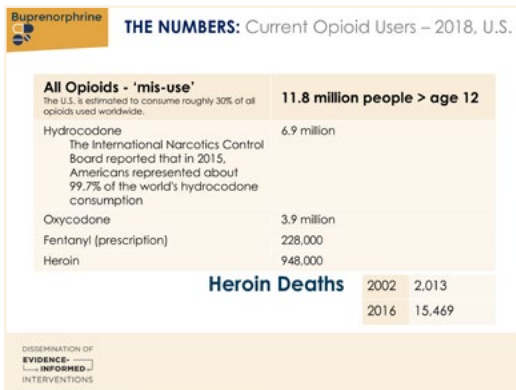 Buprenorphrine
THE NUMBERS: Current Opioid Users – 2018, U.S.
All Opioids - ‘mis-use’
The U.S. is estimated to consume roughly 30% of all
opioids used worldwide.
11.8 million people > age 12
Hydrocodone
6.9 million
The International Narcotics Control
Board reported that in 2015,
Americans represented about
99.7% of the world's hydrocodone
consumption
Oxycodone
3.9 million
Fentanyl (prescription)
228,000
Heroin
948,000
Heroin Deaths
2002 2,013
2016 15,469
DISSEMINATION OF
EVIDENCE-
INFORMED
INTERVENTIONS